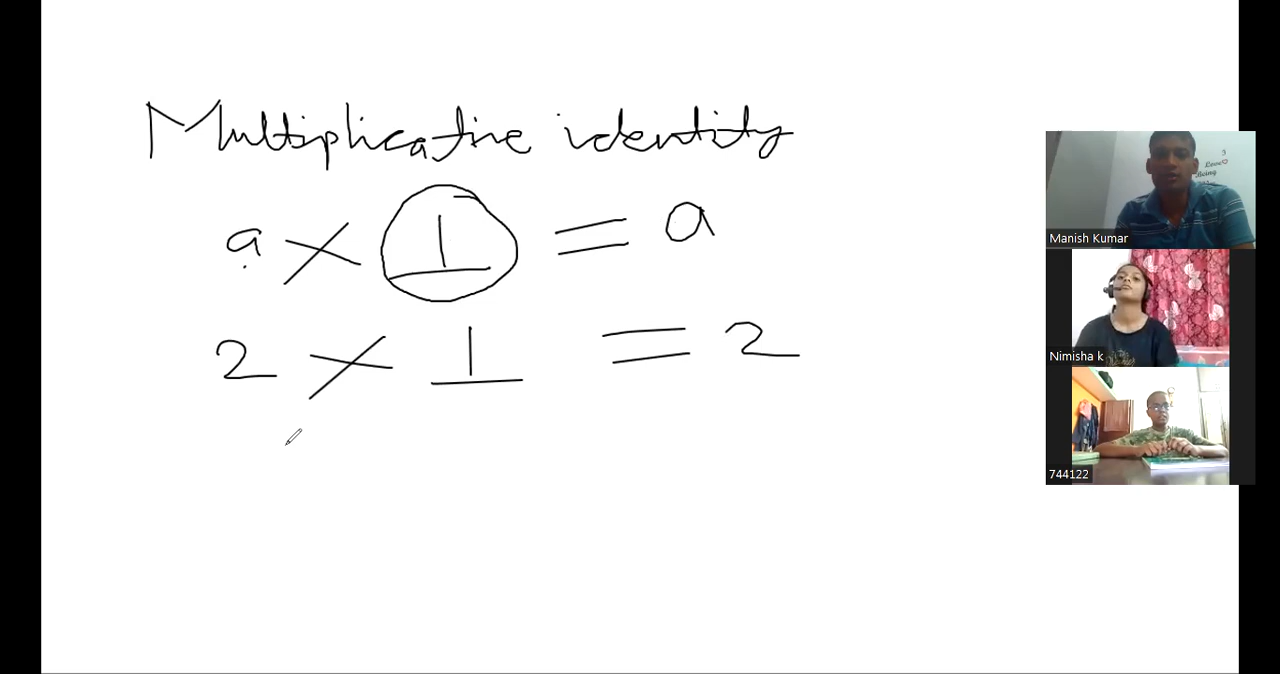 Multiplicative identity
a × 1 = a
2 × 1 = 2
Manish Kumar
Nimisha k
744122